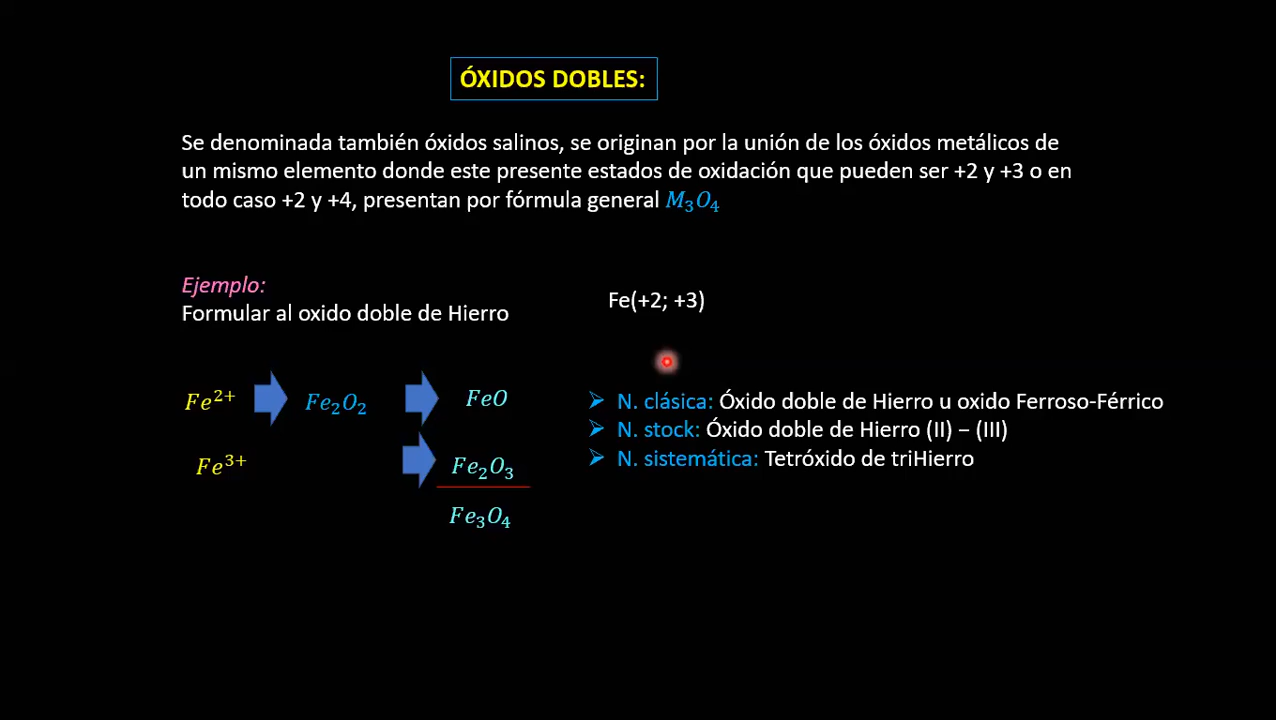 ÓXIDOS DOBLES:
Se denominada también óxidos salinos, se originan por la unión de los óxidos metálicos de
un mismo elemento donde este presente estados de oxidación que pueden ser +2 y +3 o en
todo caso +2 y +4, presentan por fórmula general M₃O₄
Ejemplo:
Formular al oxido doble de Hierro
Fe(+2; +3)
Fe²⁺ Fe₂O₂ FeO
Fe³⁺ Fe₂O₃
Fe₃O₄
N. clásica: Óxido doble de Hierro u oxido Ferroso-Férrico
N. stock: Óxido doble de Hierro (II) – (III)
N. sistemática: Tetróxido de triHierro